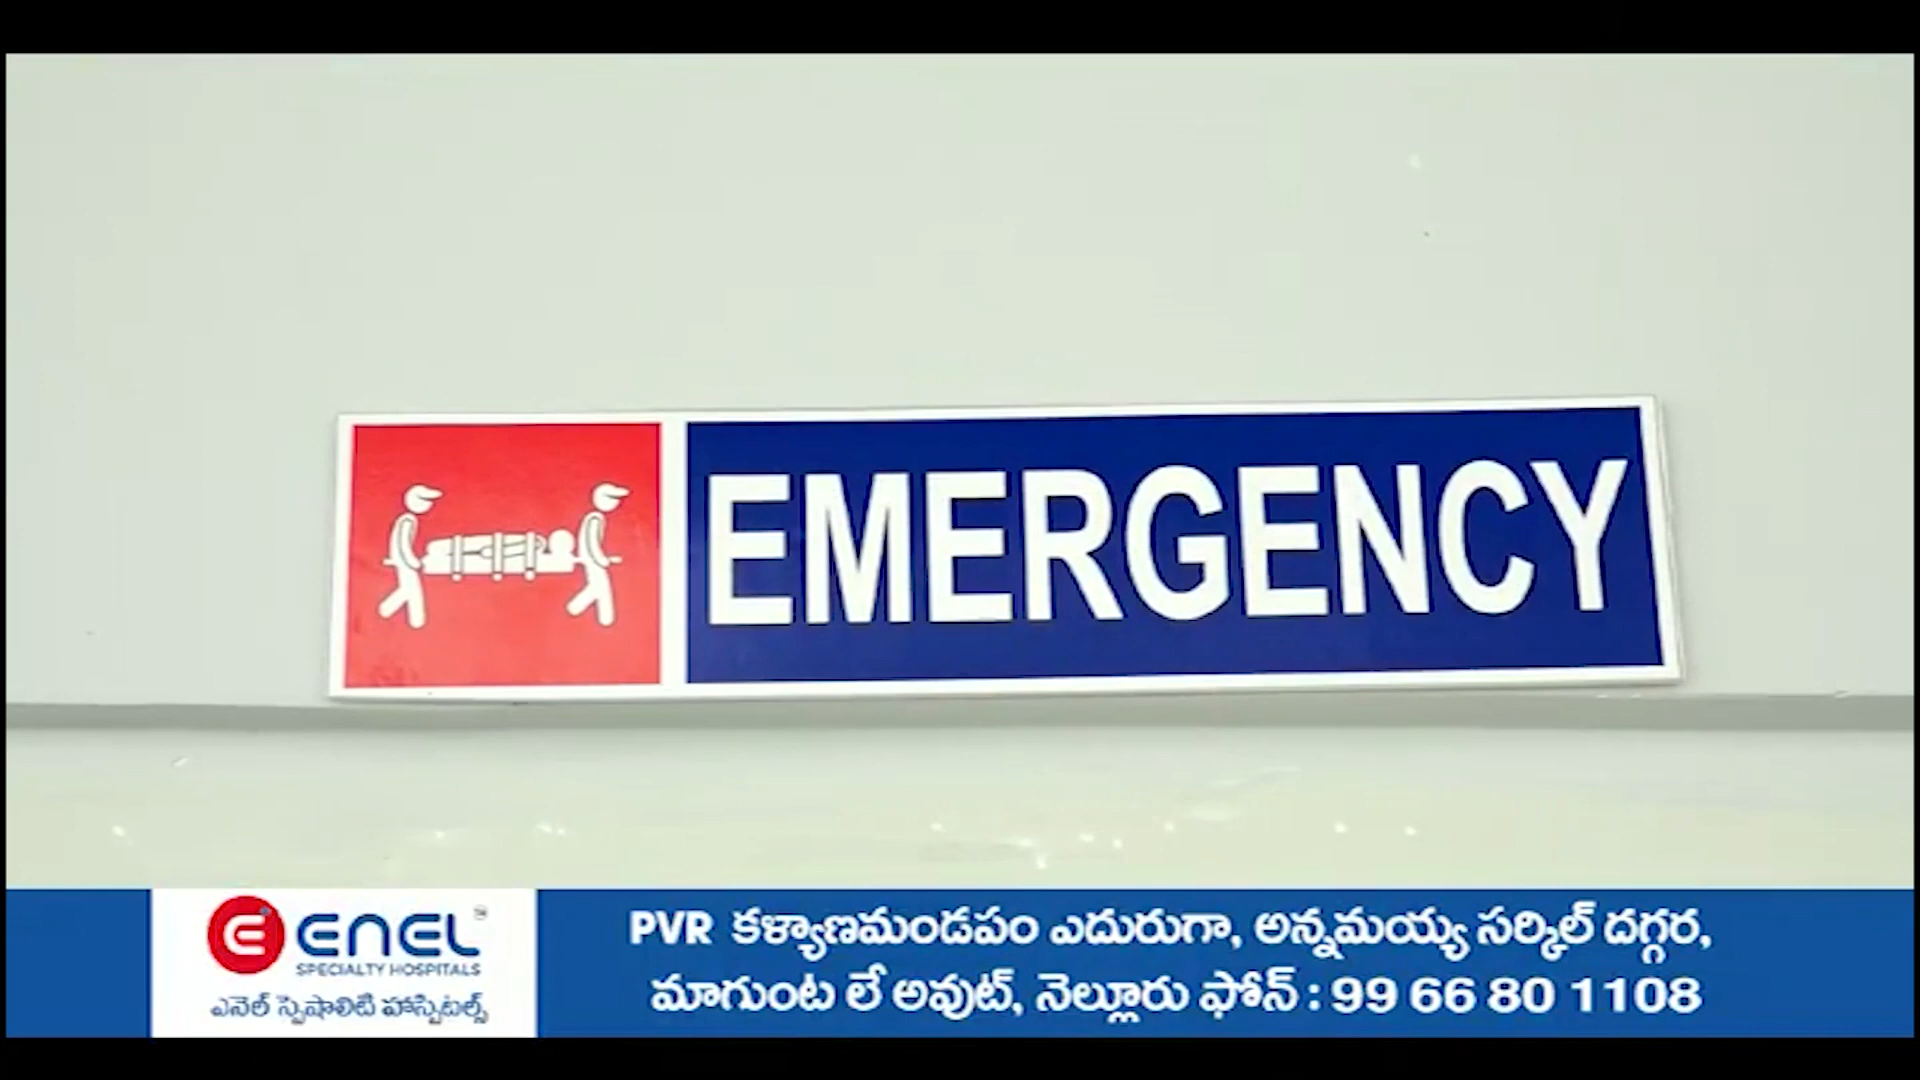 EMERGENCY
ENEL
SPECIALTY HOSPITALS
ఎనెల్ స్పెషాలిటి హాస్పిటల్స్
PVR కళ్యాణమండపం ఎదురుగా, అన్నమయ్య సర్కిల్ దగ్గర,
మాగుంట లే అవుట్, నెల్లూరు ఫోన్ : 99 66 80 1108